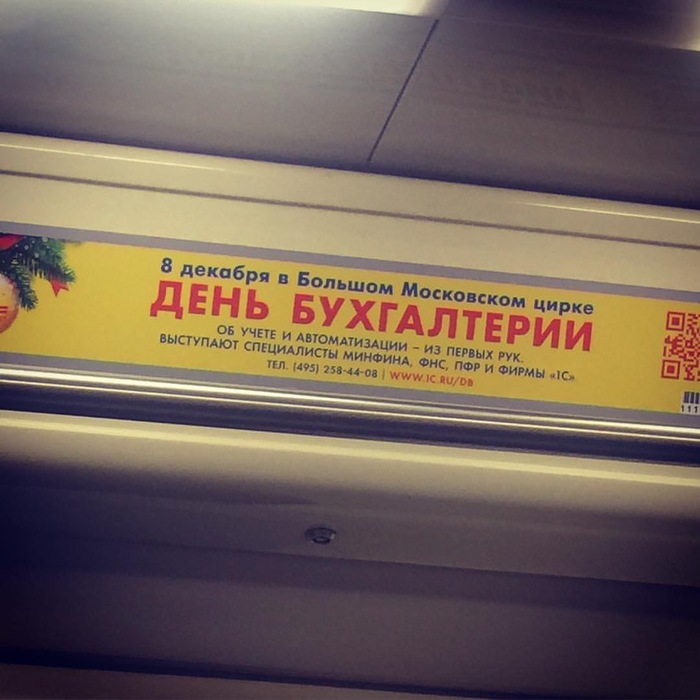 8 декабря в Большом Московском цирке
ДЕНЬ БУХГАЛТЕРИИ
ОБ УЧЕТЕ И АВТОМАТИЗАЦИИ – ИЗ ПЕРВЫХ РУК.
ВЫСТУПАЮТ СПЕЦИАЛИСТЫ МИНФИНА, ФНС, ПФР И ФИРМЫ «1С»
ТЕЛ. (495) 258-44-08 | WWW.1C.RU/DB